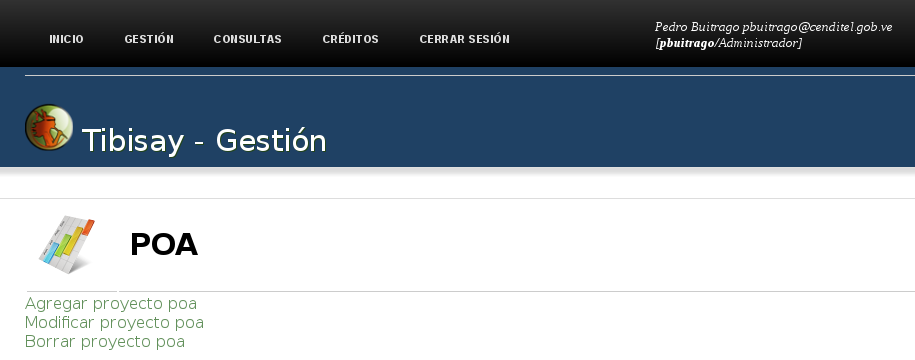 INICIO GESTIÓN CONSULTAS CRÉDITOS CERRAR SESIÓN
Pedro Buitrago pbuitrago@cenditel.gob.ve
[pbuitrago/Administrador]
Tibisay - Gestión
POA
Agregar proyecto poa
Modificar proyecto poa
Borrar proyecto poa